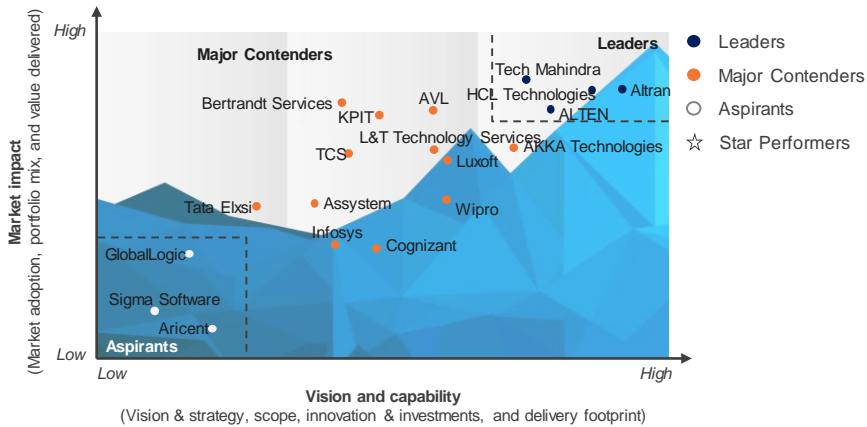 High
Major Contenders
Leaders
Tech Mahindra
HCL Technologies
Altran
ALTEN
Bertrandt Services
KPIT
AVL
L&T Technology Services
AKKA Technologies
TCS
Luxoft
Tata Elxsi
Assystem
Wipro
Infosys
Cognizant
GlobalLogic
Sigma Software
Aricent
Aspirants
Low
Market impact
(Market adoption, portfolio mix, and value delivered)
Low
High
Vision and capability
(Vision & strategy, scope, innovation & investments, and delivery footprint)
Leaders
Major Contenders
Aspirants
Star Performers